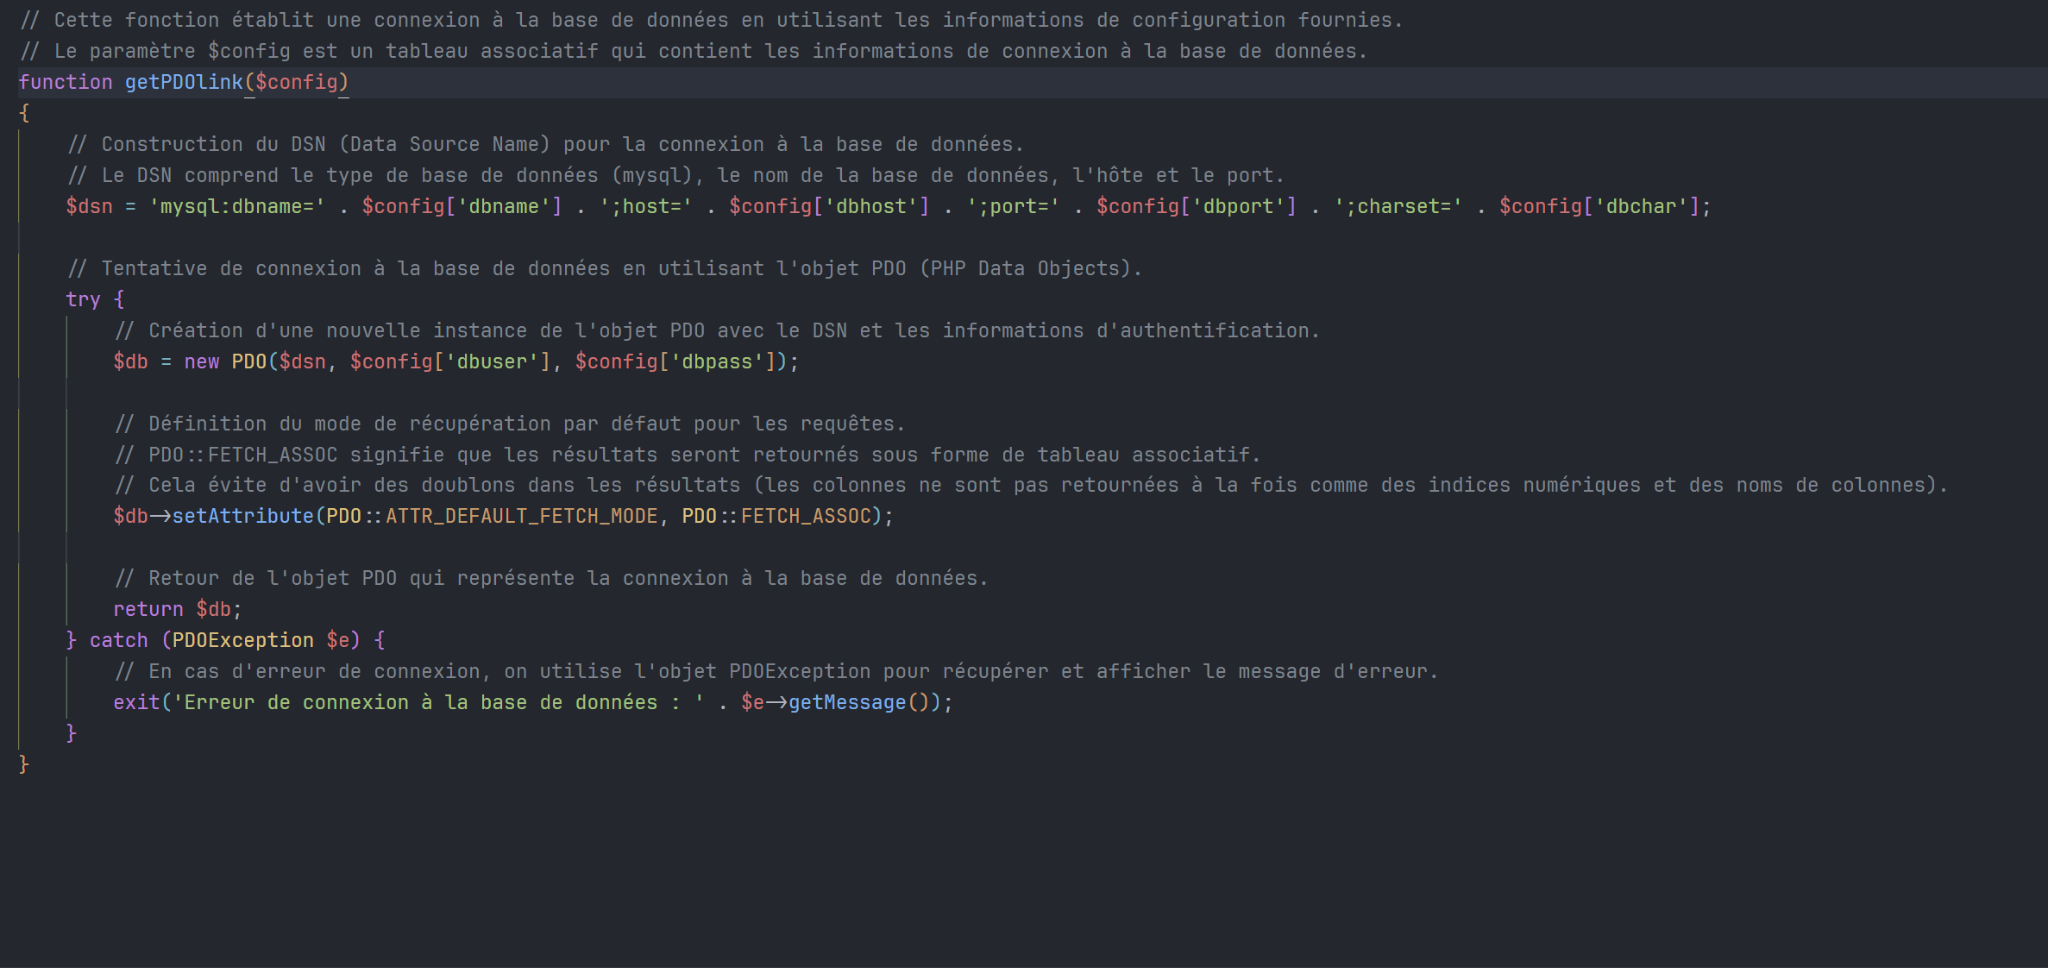 // Cette fonction établit une connexion à la base de données en utilisant les informations de configuration fournies.
// Le paramètre $config est un tableau associatif qui contient les informations de connexion à la base de données.
function getPDOlink($config)
{
    // Construction du DSN (Data Source Name) pour la connexion à la base de données.
    // Le DSN comprend le type de base de données (mysql), le nom de la base de données, l'hôte et le port.
    $dsn = 'mysql:dbname=' . $config['dbname'] . ';host=' . $config['dbhost'] . ';port=' . $config['dbport'] . ';charset=' . $config['dbchar'];
    // Tentative de connexion à la base de données en utilisant l'objet PDO (PHP Data Objects).
    try {
        // Création d'une nouvelle instance de l'objet PDO avec le DSN et les informations d'authentification.
        $db = new PDO($dsn, $config['dbuser'], $config['dbpass']);
        // Définition du mode de récupération par défaut pour les requêtes.
        // PDO::FETCH_ASSOC signifie que les résultats seront retournés sous forme de tableau associatif.
        // Cela évite d'avoir des doublons dans les résultats (les colonnes ne sont pas retournées à la fois comme des indices numériques et des noms de colonnes).
        $db->setAttribute(PDO::ATTR_DEFAULT_FETCH_MODE, PDO::FETCH_ASSOC);
        // Retour de l'objet PDO qui représente la connexion à la base de données.
        return $db;
    } catch (PDOException $e) {
        // En cas d'erreur de connexion, on utilise l'objet PDOException pour récupérer et afficher le message d'erreur.
        exit('Erreur de connexion à la base de données : ' . $e->getMessage());
    }
}